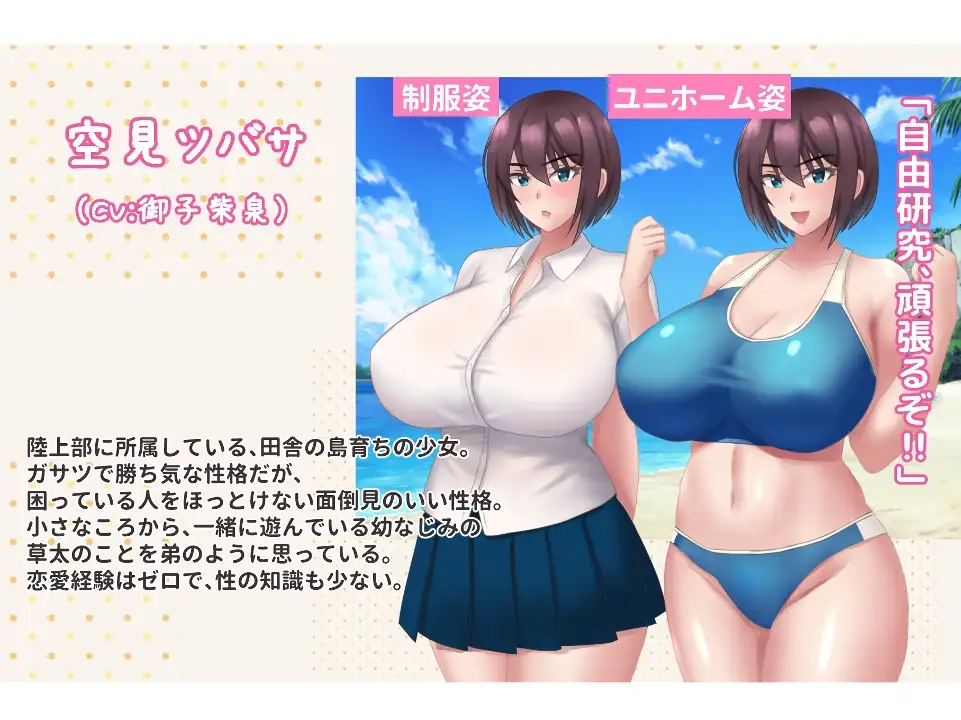 空見ツバサ
(CV:御子柴泉)
制服姿
ユニホーム姿
「自由研究、頑張るぞ!!」
陸上部に所属している、田舎の島育ちの少女。
ガサツで勝ち気な性格だが、
困っている人をほっとけない面倒見のいい性格。
小さなころから、一緒に遊んでいる幼なじみの
草太のことを弟のように思っている。
恋愛経験はゼロで、性の知識も少ない。